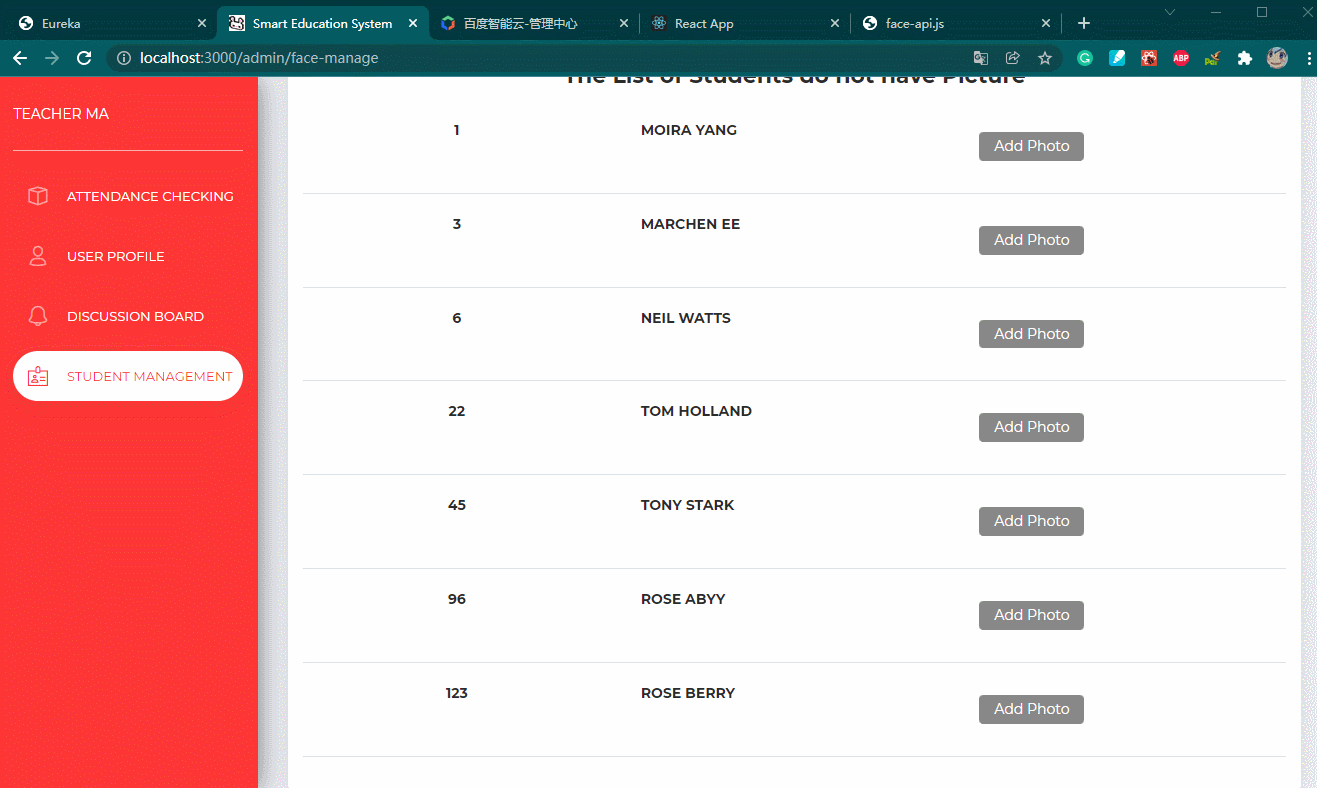 Eureka
Smart Education System
百度智能云-管理中心
React App
face-api.js
localhost:3000/admin/face-manage
ABP
TEACHER MA
ATTENDANCE CHECKING
USER PROFILE
DISCUSSION BOARD
STUDENT MANAGEMENT
The List of Students do not have Picture
1 MOIRA YANG Add Photo
3 MARCHEN EE Add Photo
6 NEIL WATTS Add Photo
22 TOM HOLLAND Add Photo
45 TONY STARK Add Photo
96 ROSE ABYY Add Photo
123 ROSE BERRY Add Photo